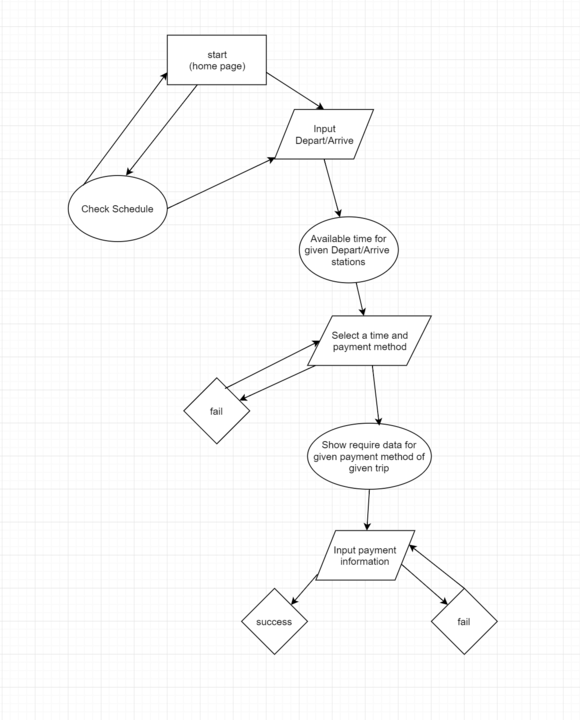 start
(home page)
Input
Depart/Arrive
Check Schedule
Available time for
given Depart/Arrive
stations
Select a time and
payment method
fail
Show require data for
given payment method of
given trip
Input payment
information
success
fail